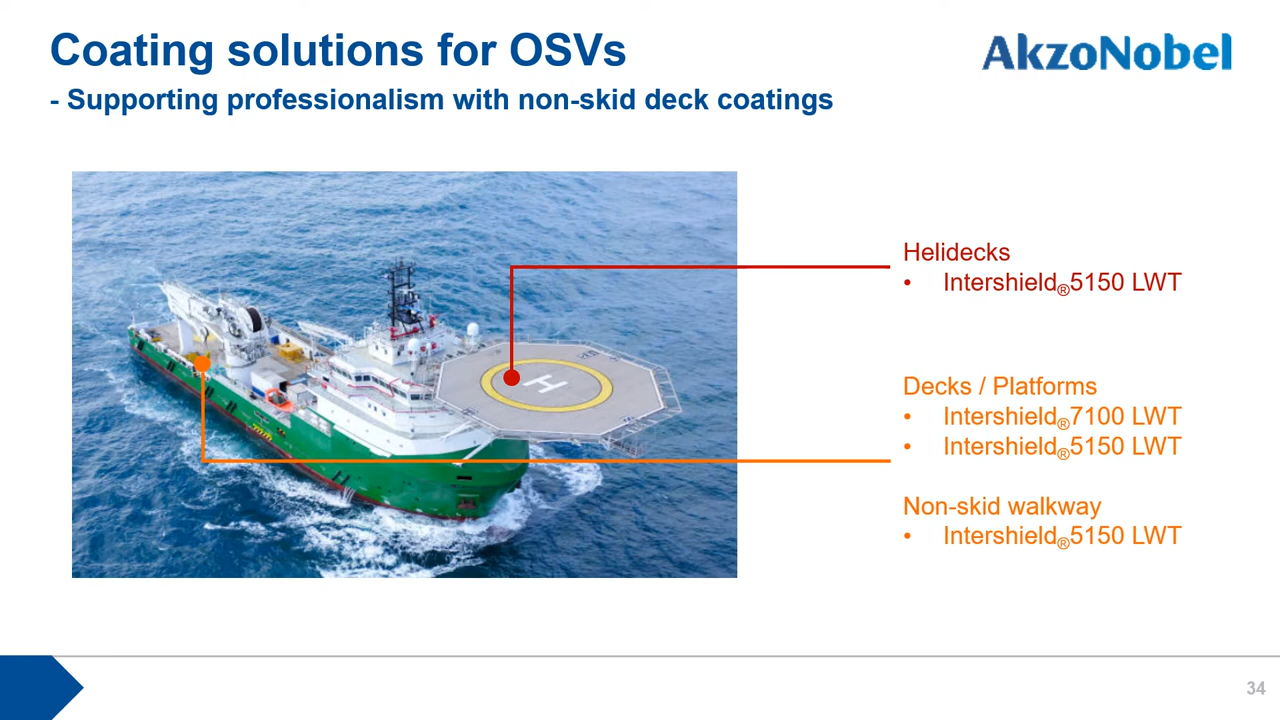 Coating solutions for OSVs
AkzoNobel
- Supporting professionalism with non-skid deck coatings
Helidecks
• Intershield®5150 LWT
H
Decks / Platforms
• Intershield®7100 LWT
• Intershield®5150 LWT
Non-skid walkway
• Intershield®5150 LWT
34